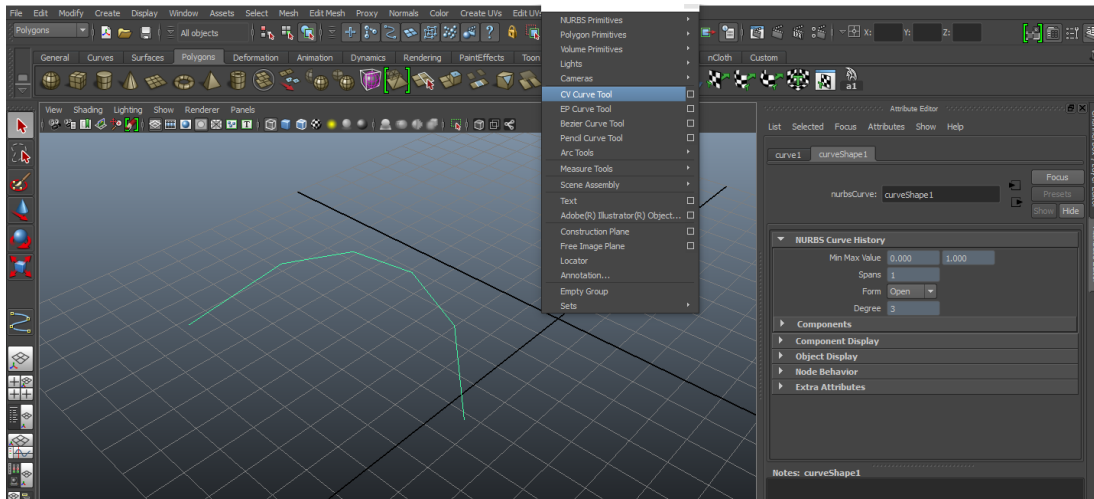 File Edit Modify Create Display Window Assets Select Mesh Edit Mesh Proxy Normals Color Create UVs Edit UVs
Polygons All objects X: Y: Z:
General Curves Surfaces Polygons Deformation Animation Dynamics Rendering PaintEffects Toon nCloth Custom
a1
View Shading Lighting Show Renderer Panels
NURBS Primitives
Polygon Primitives
Volume Primitives
Lights
Cameras
CV Curve Tool
EP Curve Tool
Bezier Curve Tool
Pencil Curve Tool
Arc Tools
Measure Tools
Scene Assembly
Text
Adobe(R) Illustrator(R) Object...
Construction Plane
Free Image Plane
Locator
Annotation...
Empty Group
Sets
Attribute Editor
List Selected Focus Attributes Show Help
curve1 curveShape1
Focus
nurbsCurve: curveShape1 Presets
Show Hide
NURBS Curve History
Min Max Value 0.000 1.000
Spans 1
Form Open
Degree 3
Components
Component Display
Object Display
Node Behavior
Extra Attributes
Notes: curveShape1